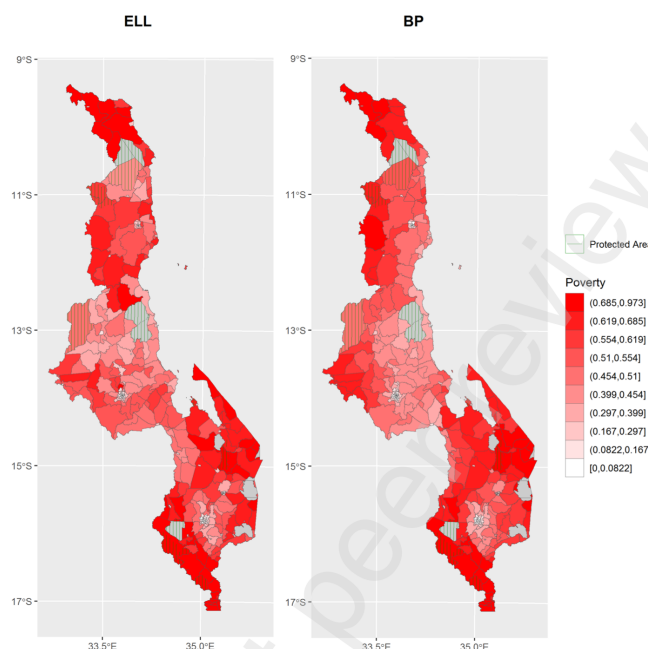 ELL
BP
9°S
11°S
13°S
15°S
17°S
33.5°E
35.0°E
9°S
11°S
13°S
15°S
17°S
33.5°E
35.0°E
Protected Area
Poverty
(0.685,0.973]
(0.619,0.685]
(0.554,0.619]
(0.51,0.554]
(0.454,0.51]
(0.399,0.454]
(0.297,0.399]
(0.167,0.297]
(0.0822,0.167]
[0,0.0822]
peer review